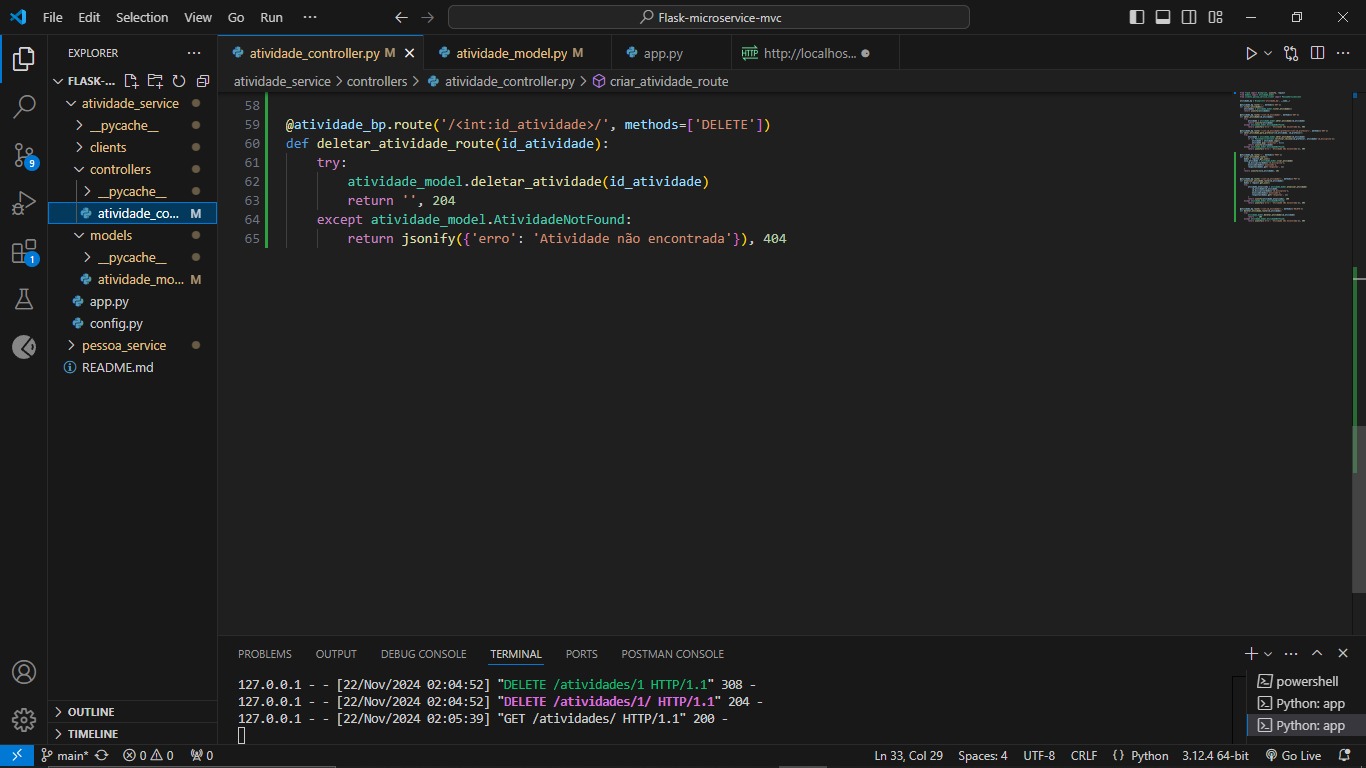 File Edit Selection View Go Run ··· Flask-microservice-mvc
EXPLORER ···
FLASK-...
atividade_service
__pycache__
clients
controllers
__pycache__
atividade_co... M
models
__pycache__
atividade_mo... M
app.py
config.py
pessoa_service
README.md
OUTLINE
TIMELINE
9
1
atividade_controller.py M atividade_model.py M app.py HTTP http://localhos...
atividade_service > controllers > atividade_controller.py > criar_atividade_route
58
59 @atividade_bp.route('/<int:id_atividade>/', methods=['DELETE'])
60 def deletar_atividade_route(id_atividade):
61 try:
62 atividade_model.deletar_atividade(id_atividade)
63 return '', 204
64 except atividade_model.AtividadeNotFound:
65 return jsonify({'erro': 'Atividade não encontrada'}), 404
PROBLEMS OUTPUT DEBUG CONSOLE TERMINAL PORTS POSTMAN CONSOLE
127.0.0.1 - - [22/Nov/2024 02:04:52] "DELETE /atividades/1 HTTP/1.1" 308 -
127.0.0.1 - - [22/Nov/2024 02:04:52] "DELETE /atividades/1/ HTTP/1.1" 204 -
127.0.0.1 - - [22/Nov/2024 02:05:39] "GET /atividades/ HTTP/1.1" 200 -
powershell
Python: app
Python: app
main* 0 0 0 Ln 33, Col 29 Spaces: 4 UTF-8 CRLF {} Python 3.12.4 64-bit Go Live